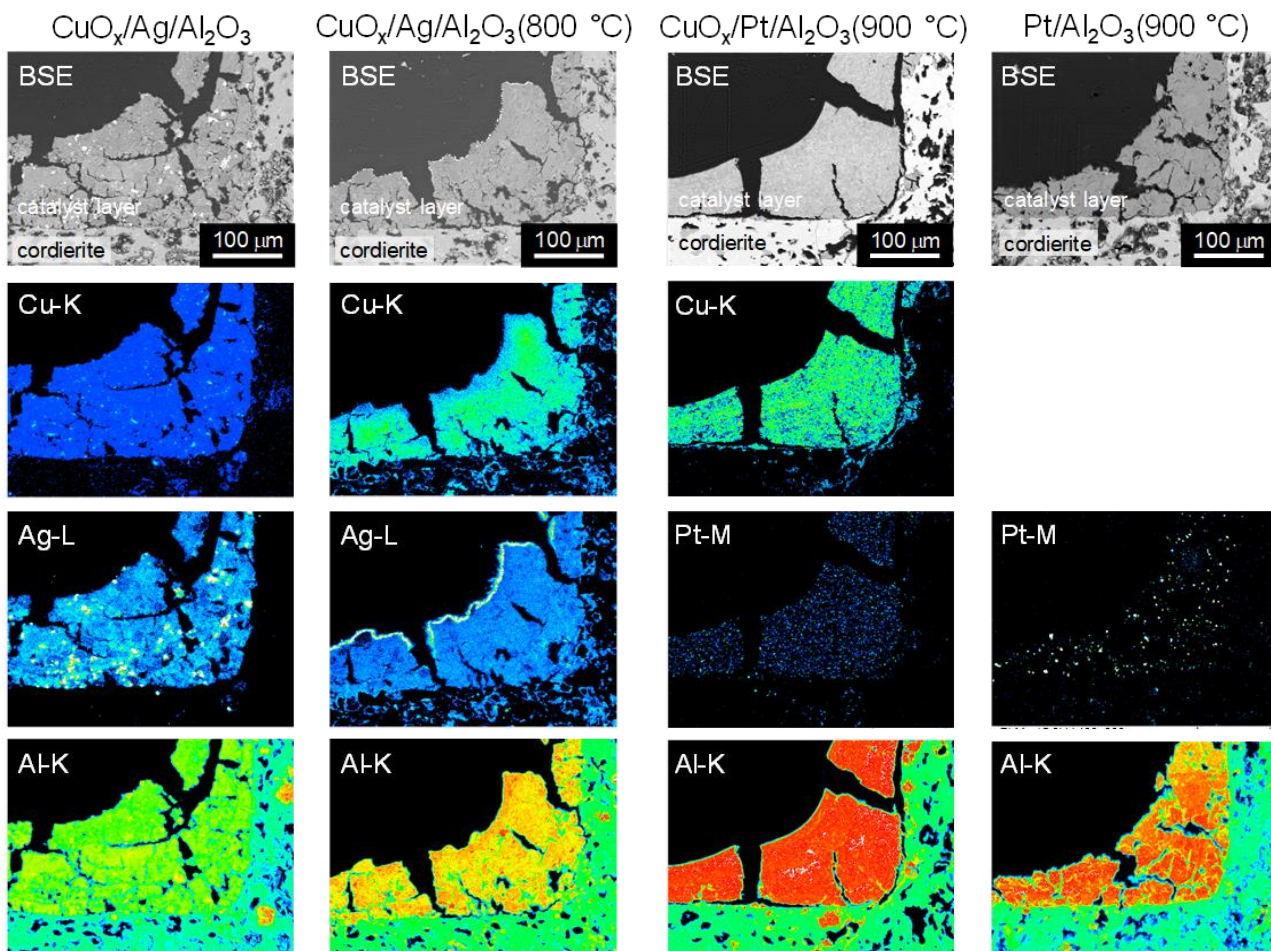 CuOₓ/Ag/Al₂O₃ CuOₓ/Ag/Al₂O₃(800 °C) CuOₓ/Pt/Al₂O₃(900 °C) Pt/Al₂O₃(900 °C)
BSE BSE BSE BSE
catalyst layer catalyst layer catalyst layer catalyst layer
cordierite 100 μm cordierite 100 μm cordierite 100 μm cordierite 100 μm
Cu-K Cu-K Cu-K
Ag-L Ag-L Pt-M Pt-M
Al-K Al-K Al-K Al-K